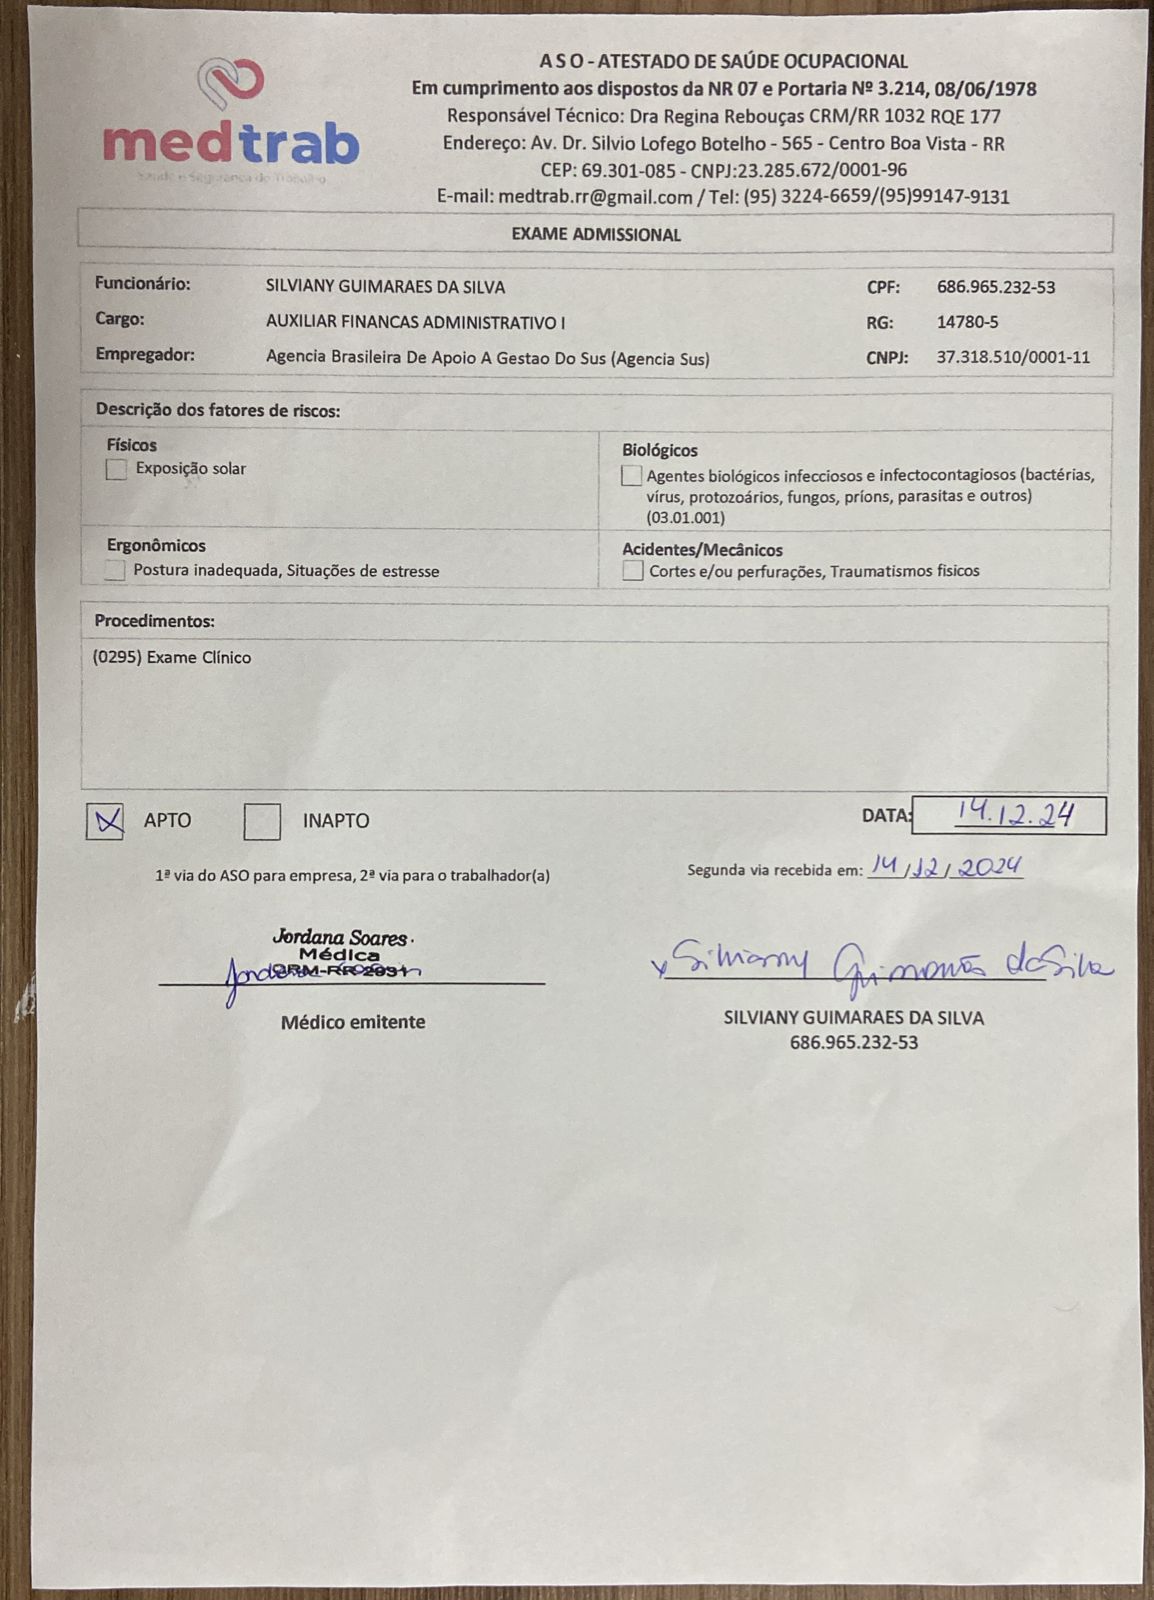 medtrab
Saúde e Segurança do Trabalho
A S O - ATESTADO DE SAÚDE OCUPACIONAL
Em cumprimento aos dispostos da NR 07 e Portaria Nº 3.214, 08/06/1978
Responsável Técnico: Dra Regina Rebouças CRM/RR 1032 RQE 177
Endereço: Av. Dr. Silvio Lofego Botelho - 565 - Centro Boa Vista - RR
CEP: 69.301-085 - CNPJ:23.285.672/0001-96
E-mail: medtrab.rr@gmail.com / Tel: (95) 3224-6659/(95)99147-9131
EXAME ADMISSIONAL
Funcionário: SILVIANY GUIMARAES DA SILVA CPF: 686.965.232-53
Cargo: AUXILIAR FINANCAS ADMINISTRATIVO I RG: 14780-5
Empregador: Agencia Brasileira De Apoio A Gestao Do Sus (Agencia Sus) CNPJ: 37.318.510/0001-11
Descrição dos fatores de riscos:
Físicos
Exposição solar
Biológicos
Agentes biológicos infecciosos e infectocontagiosos (bactérias,
vírus, protozoários, fungos, príons, parasitas e outros)
(03.01.001)
Ergonômicos
Postura inadequada, Situações de estresse
Acidentes/Mecânicos
Cortes e/ou perfurações, Traumatismos fisicos
Procedimentos:
(0295) Exame Clínico
X APTO INAPTO DATA: 14.12.24
1ª via do ASO para empresa, 2ª via para o trabalhador(a)
Segunda via recebida em: 14/12/2024
Jordana Soares
Médica
CRM-RR 2931
Médico emitente
x Silviany Guimarães da Silva
SILVIANY GUIMARAES DA SILVA
686.965.232-53